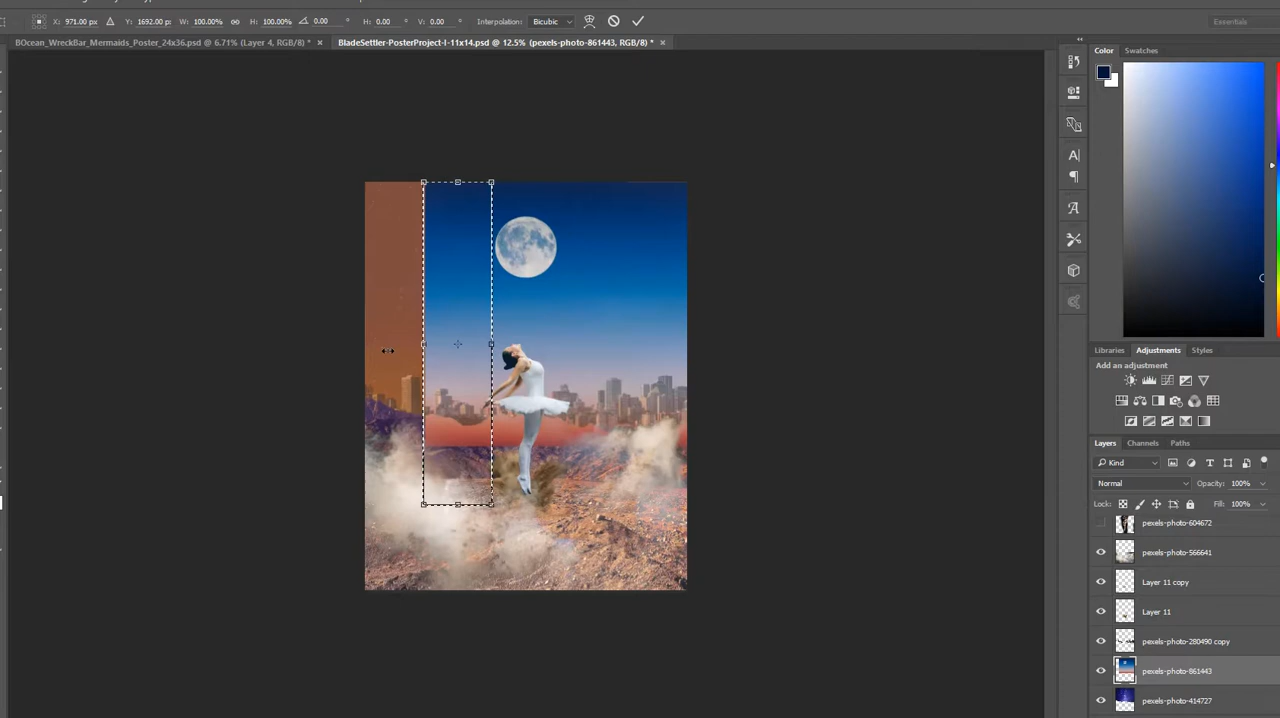 X: 971.00 px Y: 1692.00 px W: 100.00% H: 100.00% 0.00 ° H: 0.00 ° V: 0.00 ° Interpolation: Bicubic Essentials
BOcean_WreckBar_Mermaids_Poster_24x36.psd @ 6.71% (Layer 4, RGB/8) * × BladeSettler-PosterProject-I-11x14.psd @ 12.5% (pexels-photo-861443, RGB/8) * ×
Color Swatches
Libraries Adjustments Styles
Add an adjustment
Layers Channels Paths
Kind
Normal Opacity: 100%
Lock: Fill: 100%
pexels-photo-604672
pexels-photo-566641
Layer 11 copy
Layer 11
pexels-photo-280490 copy
pexels-photo-861443
pexels-photo-414727